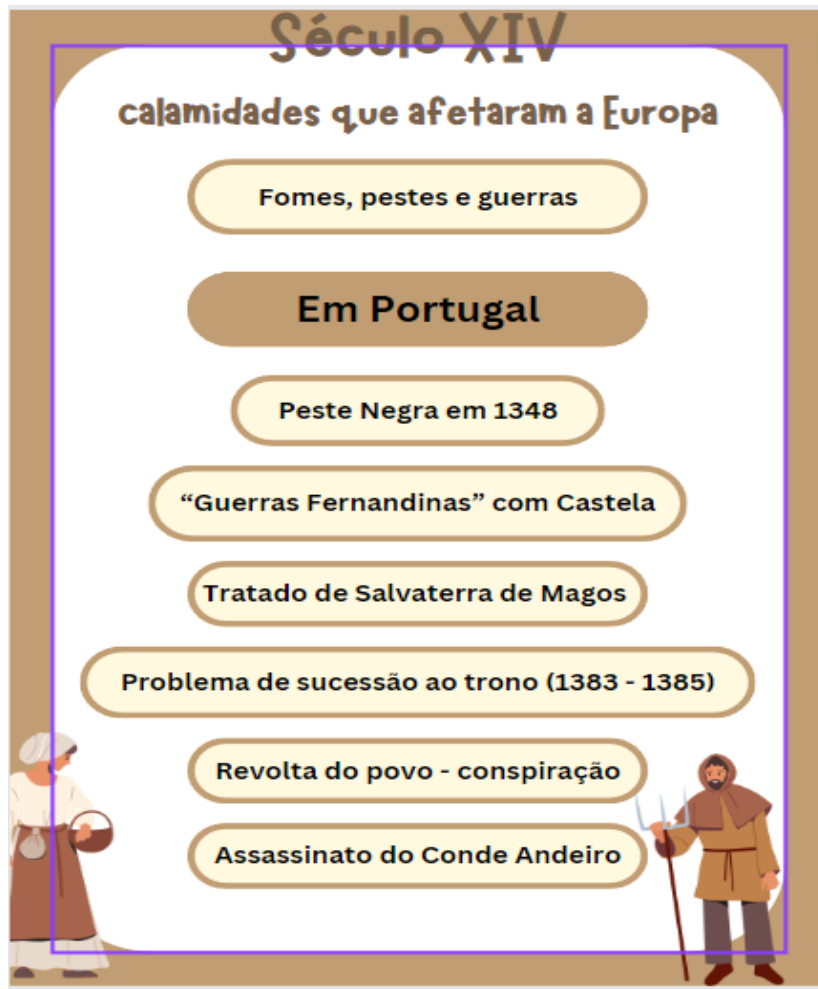 Século XIV
calamidades que afetaram a Europa
Fomes, pestes e guerras
Em Portugal
Peste Negra em 1348
“Guerras Fernandinas” com Castela
Tratado de Salvaterra de Magos
Problema de sucessão ao trono (1383 - 1385)
Revolta do povo - conspiração
Assassinato do Conde Andeiro